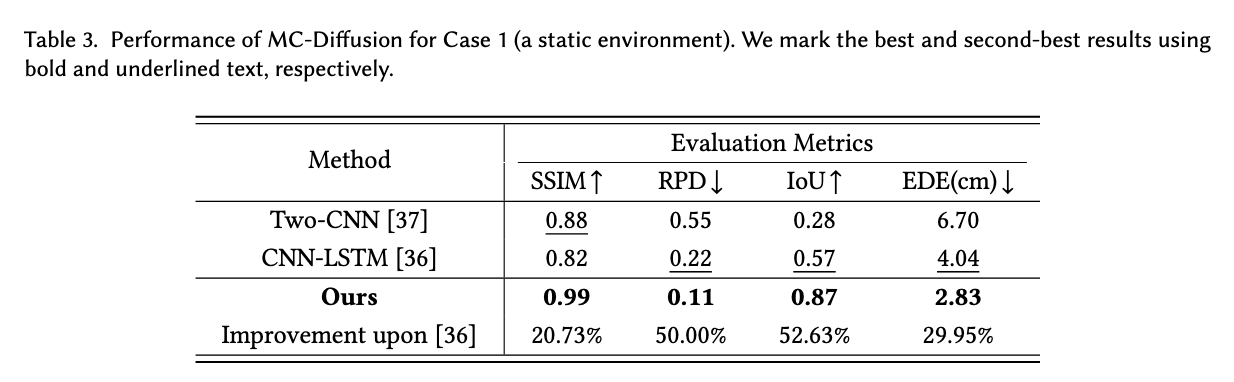 Table 3. Performance of MC-Diffusion for Case 1 (a static environment). We mark the best and second-best results using
bold and underlined text, respectively.
Method
Evaluation Metrics
SSIM↑ RPD↓ IoU↑ EDE(cm)↓
Two-CNN [37] 0.88 0.55 0.28 6.70
CNN-LSTM [36] 0.82 0.22 0.57 4.04
Ours 0.99 0.11 0.87 2.83
Improvement upon [36] 20.73% 50.00% 52.63% 29.95%